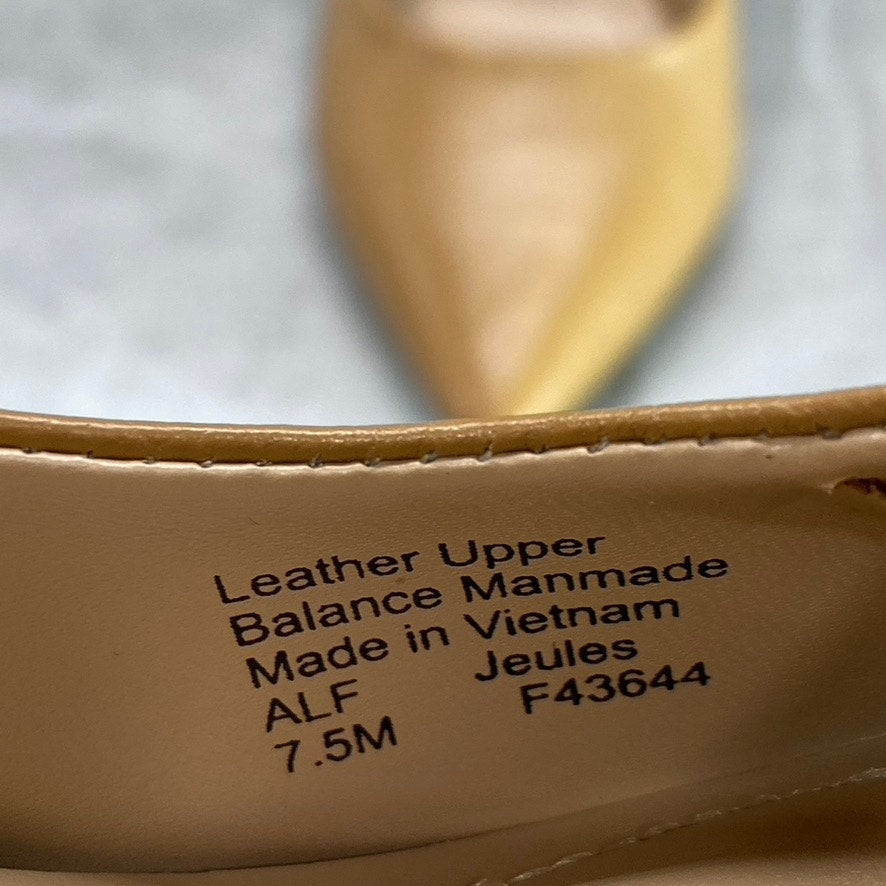 Leather Upper
Balance Manmade
Made in Vietnam
ALF Jeules
7.5M F43644